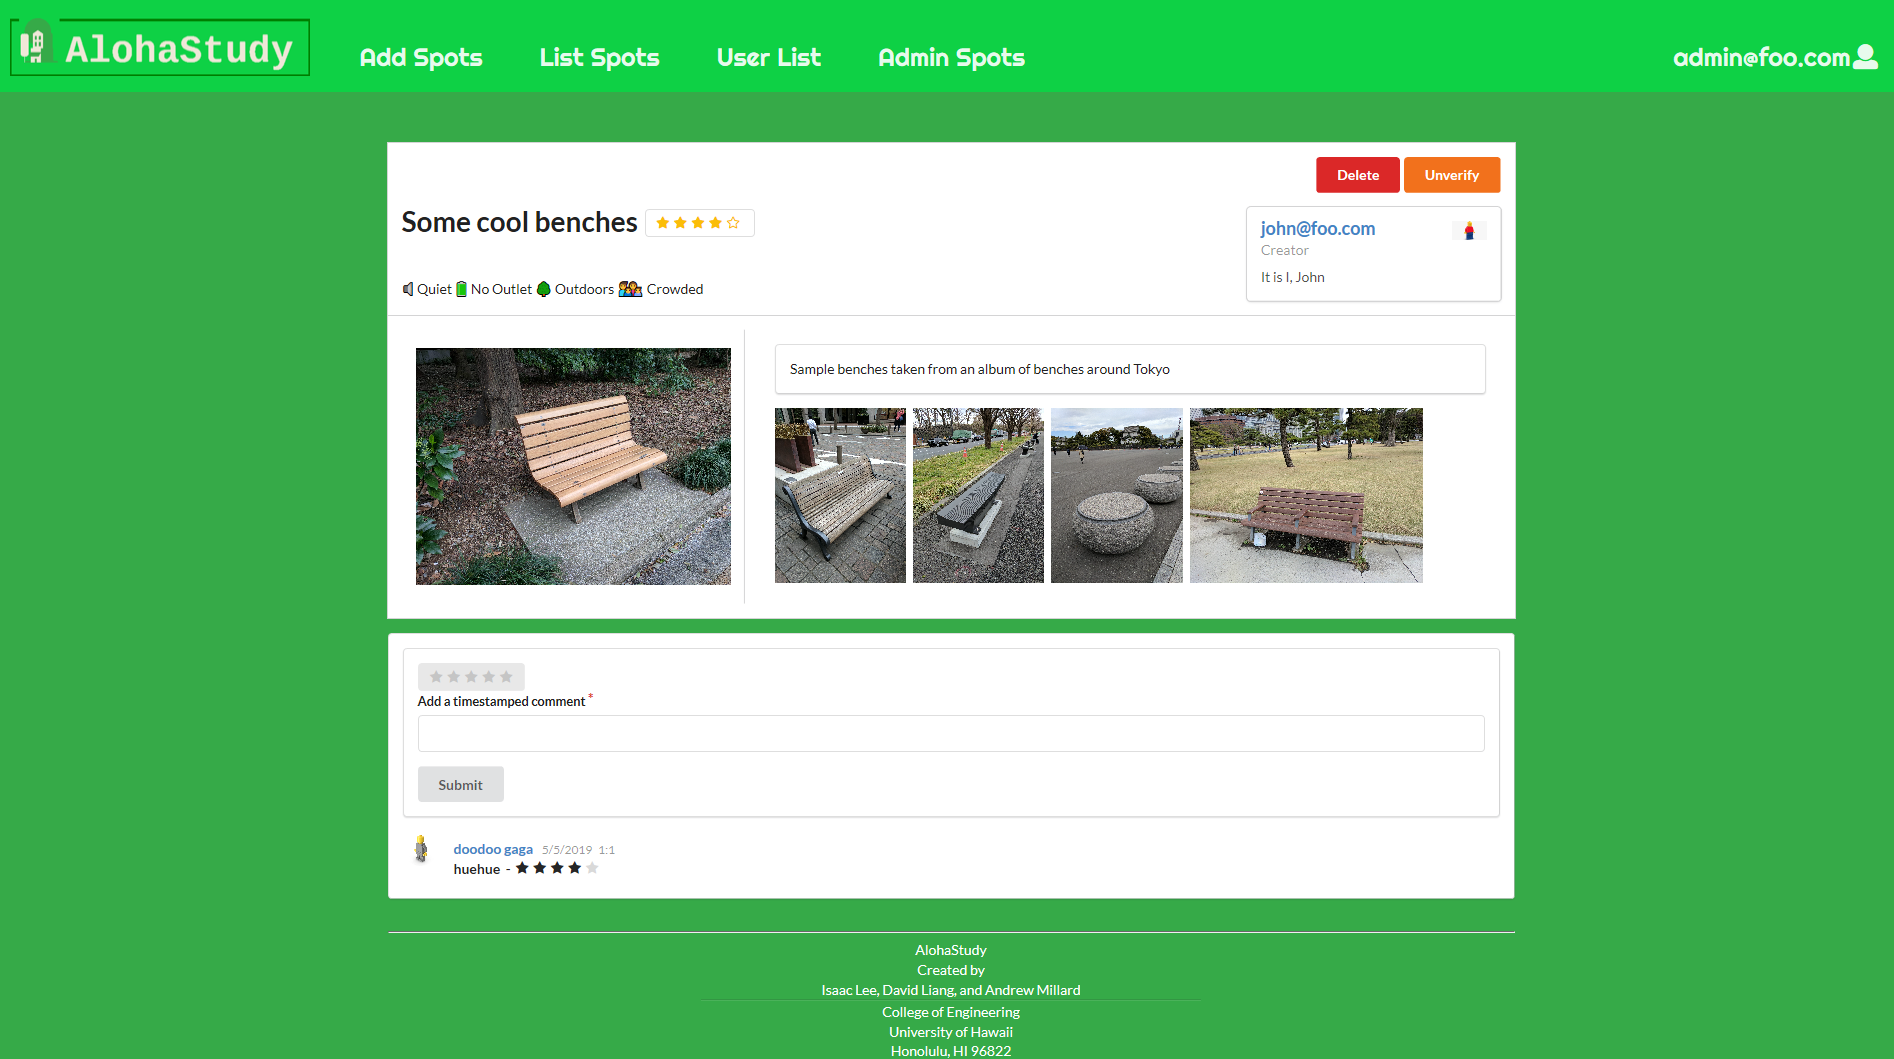 AlohaStudy
Add Spots
List Spots
User List
Admin Spots
admin@foo.com
Delete
Unverify
Some cool benches
john@foo.com
Creator
It is I, John
Quiet No Outlet Outdoors Crowded
Sample benches taken from an album of benches around Tokyo
Add a timestamped comment *
Submit
doodoo gaga 5/5/2019 1:1
huehue -
AlohaStudy
Created by
Isaac Lee, David Liang, and Andrew Millard
College of Engineering
University of Hawaii
Honolulu, HI 96822